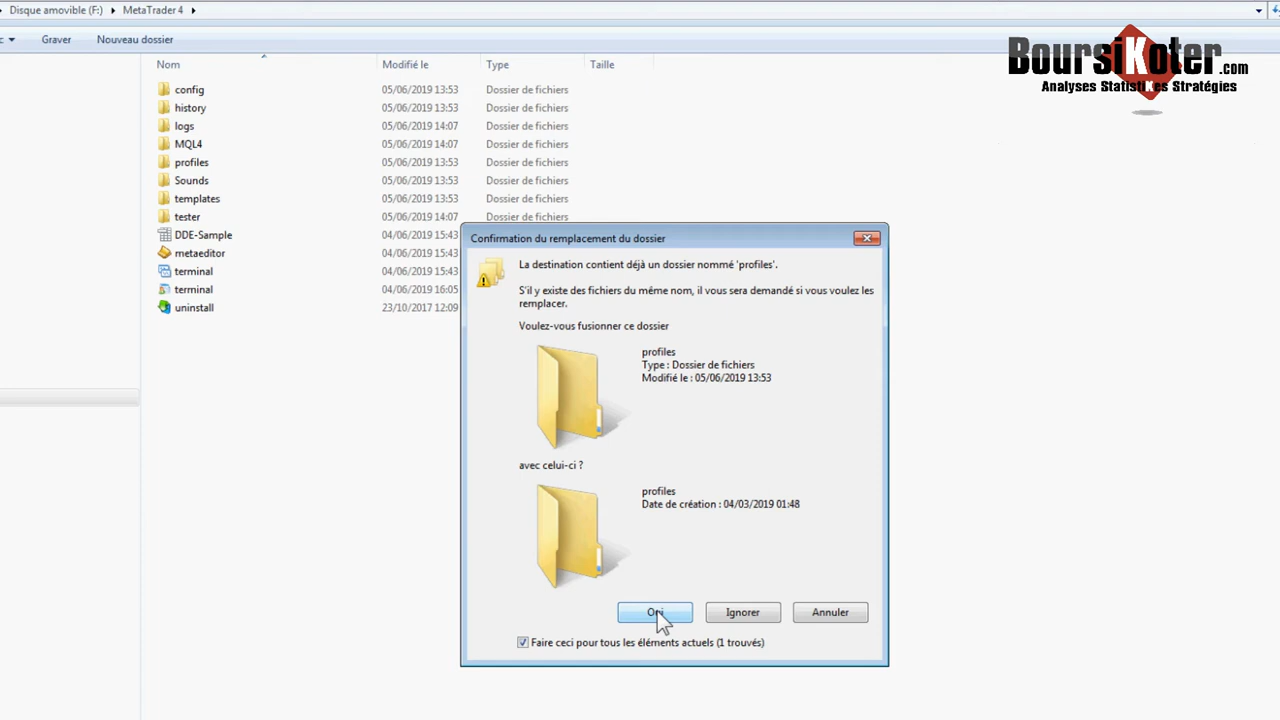 Disque amovible (F:) MetaTrader 4
Graver Nouveau dossier
BoursiKoter.com
Analyses Statistikes Stratégies
Nom Modifié le Type Taille
config 05/06/2019 13:53 Dossier de fichiers
history 05/06/2019 13:53 Dossier de fichiers
logs 05/06/2019 14:07 Dossier de fichiers
MQL4 05/06/2019 14:07 Dossier de fichiers
profiles 05/06/2019 13:53 Dossier de fichiers
Sounds 05/06/2019 13:53 Dossier de fichiers
templates 05/06/2019 13:53 Dossier de fichiers
tester 05/06/2019 14:07 Dossier de fichiers
DDE-Sample 04/06/2019 15:43
metaeditor 04/06/2019 15:43
terminal 04/06/2019 15:43
terminal 04/06/2019 16:05
uninstall 23/10/2017 12:09
Confirmation du remplacement du dossier
La destination contient déjà un dossier nommé 'profiles'.
S'il y existe des fichiers du même nom, il vous sera demandé si vous voulez les
remplacer.
Voulez-vous fusionner ce dossier
profiles
Type : Dossier de fichiers
Modifié le : 05/06/2019 13:53
avec celui-ci ?
profiles
Date de création : 04/03/2019 01:48
Oui Ignorer Annuler
Faire ceci pour tous les éléments actuels (1 trouvés)